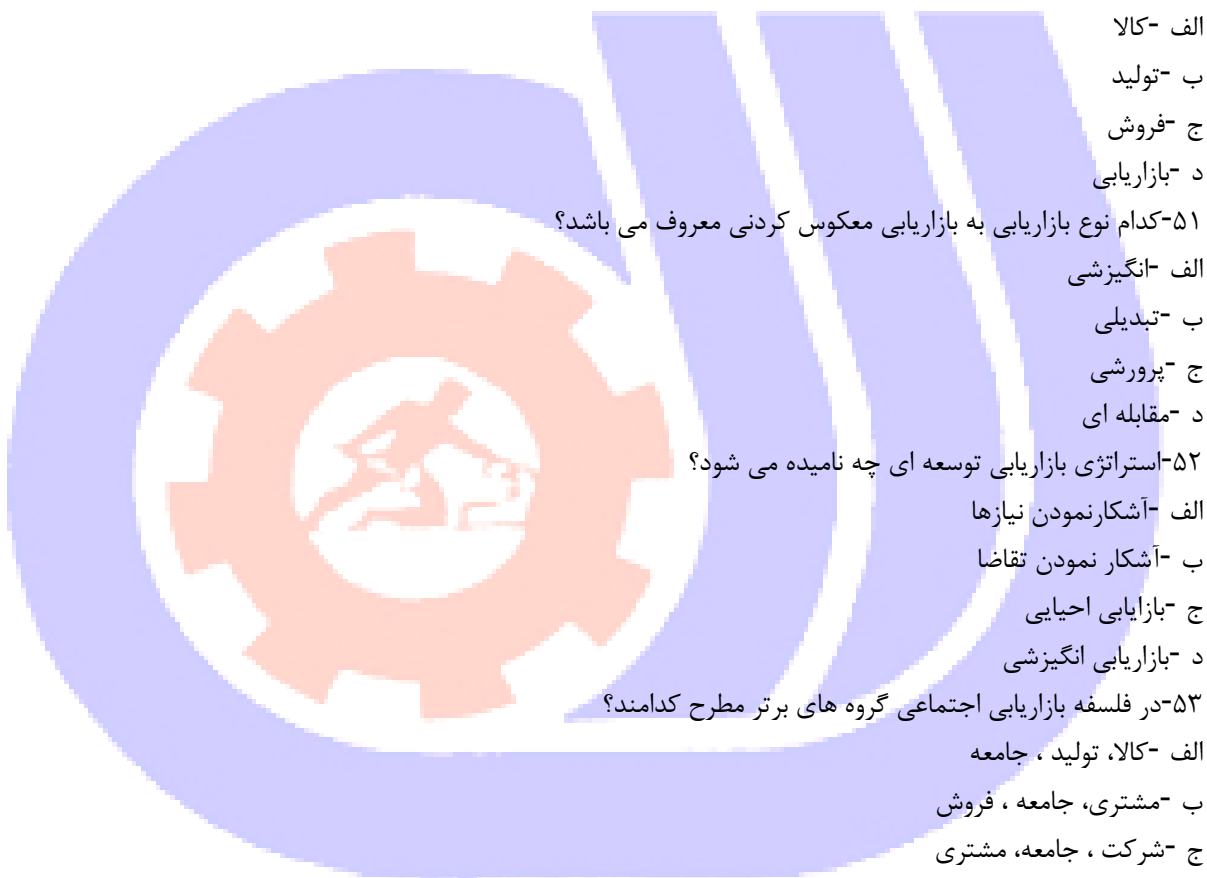 الف -کالا
ب -تولید
ج -فروش
د -بازاریابی
۵۱-کدام نوع بازاریابی به بازاریابی معکوس کردنی معروف می باشد؟
الف -انگیزشی
ب -تبدیلی
ج -پرورشی
د -مقابله ای
۵۲-استراتژی بازاریابی توسعه ای چه نامیده می شود؟
الف -آشکارنمودن نیازها
ب -آشکار نمودن تقاضا
ج -بازایابی احیایی
د -بازاریابی انگیزشی
۵۳-در فلسفه بازاریابی اجتماعی گروه های برتر مطرح کدامند؟
الف -کالا، تولید ، جامعه
ب -مشتری، جامعه ، فروش
ج -شرکت ، جامعه، مشتری